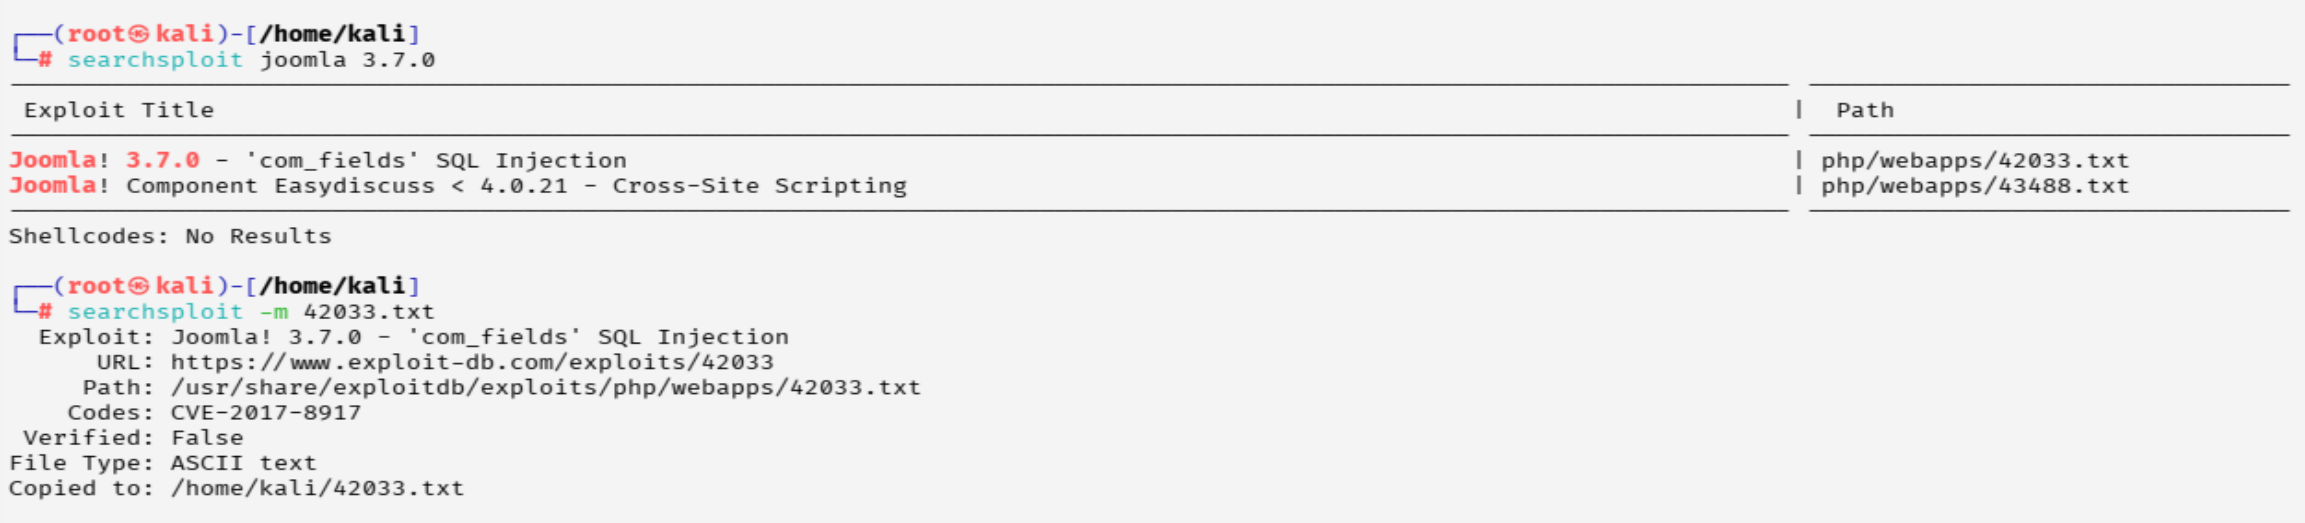 ┌──(root㉿kali)-[/home/kali]
└─# searchsploit joomla 3.7.0
Exploit Title | Path
Joomla! 3.7.0 - 'com_fields' SQL Injection | php/webapps/42033.txt
Joomla! Component Easydiscuss < 4.0.21 - Cross-Site Scripting | php/webapps/43488.txt
Shellcodes: No Results
┌──(root㉿kali)-[/home/kali]
└─# searchsploit -m 42033.txt
Exploit: Joomla! 3.7.0 - 'com_fields' SQL Injection
URL: https://www.exploit-db.com/exploits/42033
Path: /usr/share/exploitdb/exploits/php/webapps/42033.txt
Codes: CVE-2017-8917
Verified: False
File Type: ASCII text
Copied to: /home/kali/42033.txt